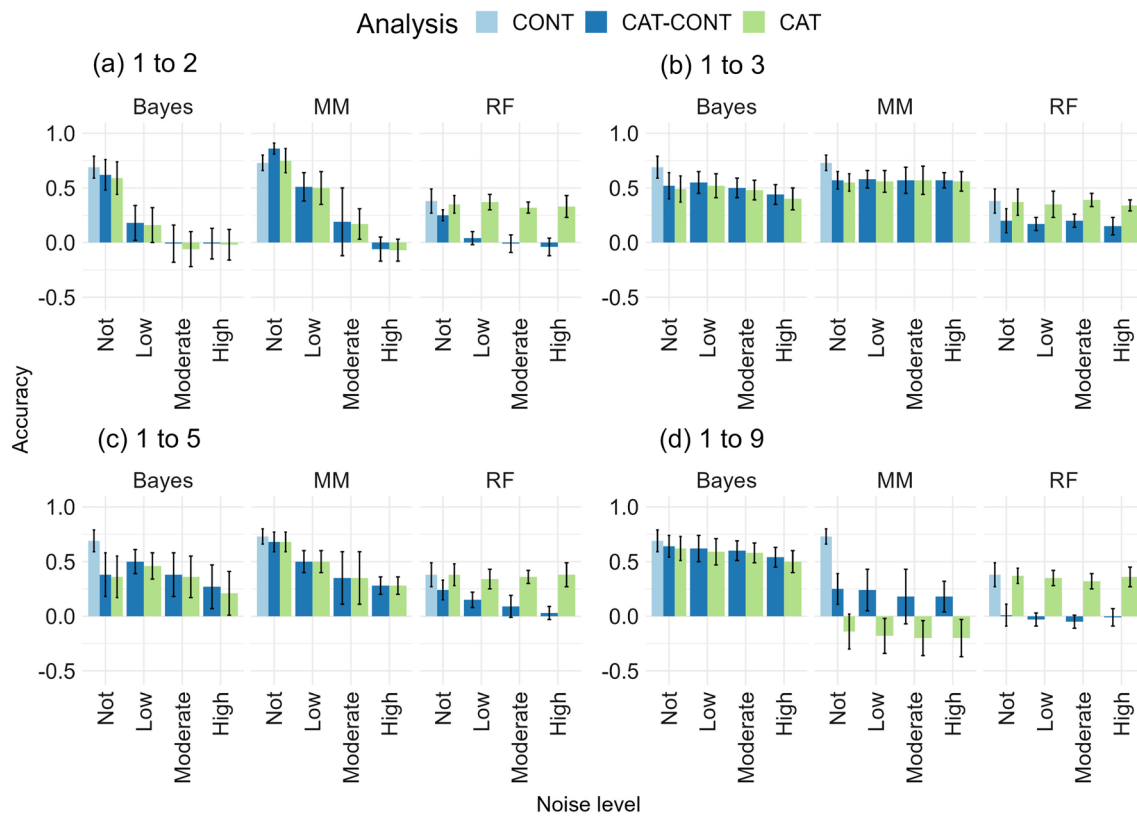 Analysis CONT CAT-CONT CAT
(a) 1 to 2
Bayes MM RF
1.0
0.5
0.0
-0.5
Not Low Moderate High Not Low Moderate High Not Low Moderate High
(b) 1 to 3
Bayes MM RF
1.0
0.5
0.0
-0.5
Not Low Moderate High Not Low Moderate High Not Low Moderate High
Accuracy
(c) 1 to 5
Bayes MM RF
1.0
0.5
0.0
-0.5
Not Low Moderate High Not Low Moderate High Not Low Moderate High
(d) 1 to 9
Bayes MM RF
1.0
0.5
0.0
-0.5
Not Low Moderate High Not Low Moderate High Not Low Moderate High
Noise level